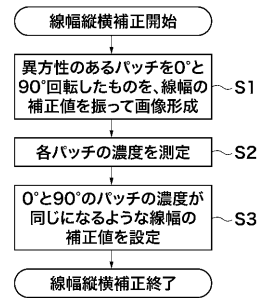 線幅縦横補正開始
異方性のあるパッチを0°と
90°回転したものを、線幅の
補正値を振って画像形成
S1
各パッチの濃度を測定
S2
0°と90°のパッチの濃度が
同じになるような線幅の
補正値を設定
S3
線幅縦横補正終了